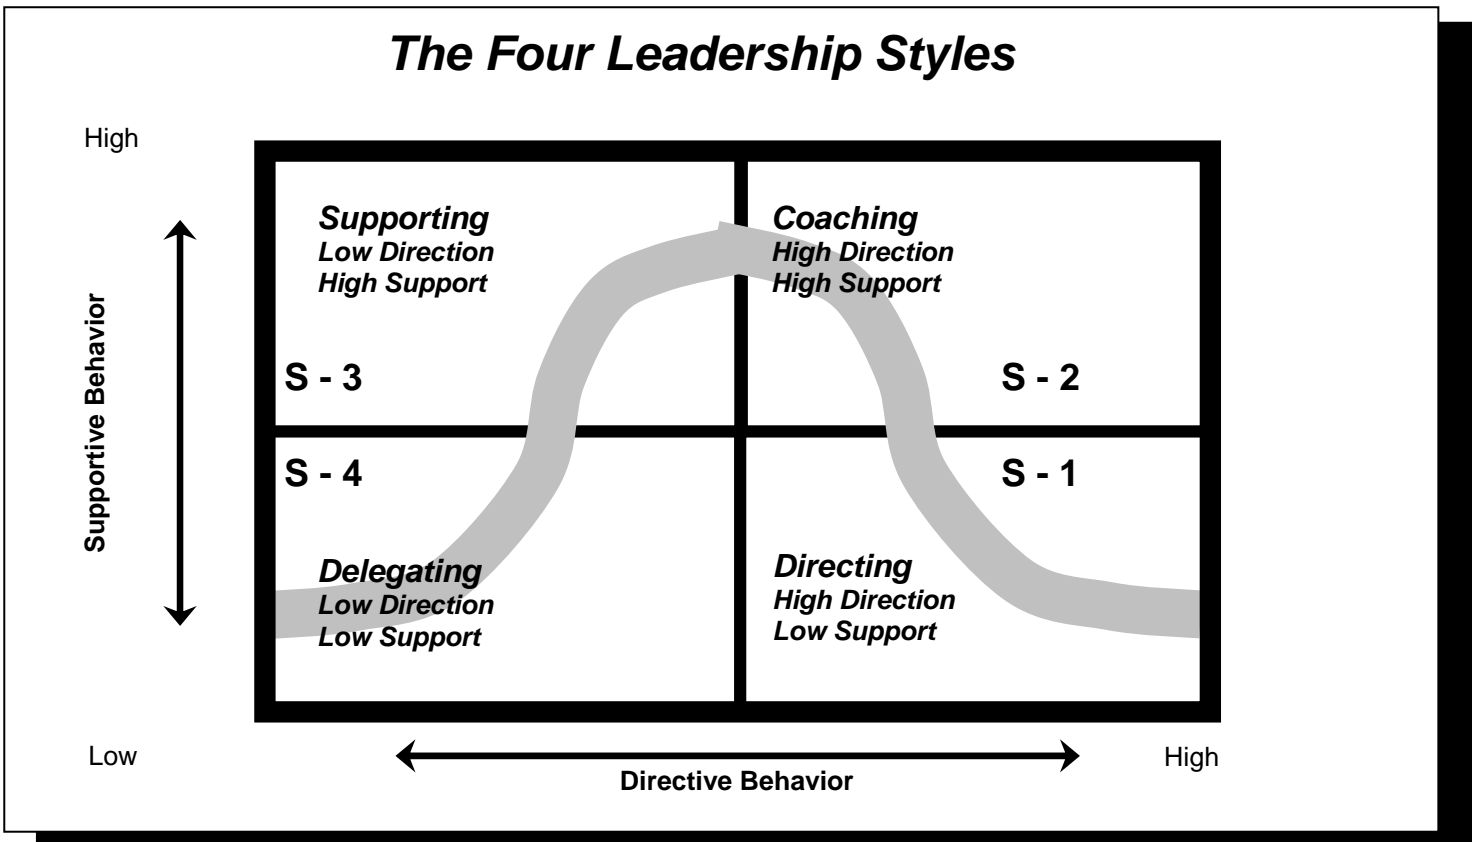 The Four Leadership Styles
High
Supporting
Low Direction
High Support
S - 3
Coaching
High Direction
High Support
S - 2
Supportive Behavior
S - 4
Delegating
Low Direction
Low Support
S - 1
Directing
High Direction
Low Support
Low
Directive Behavior
High